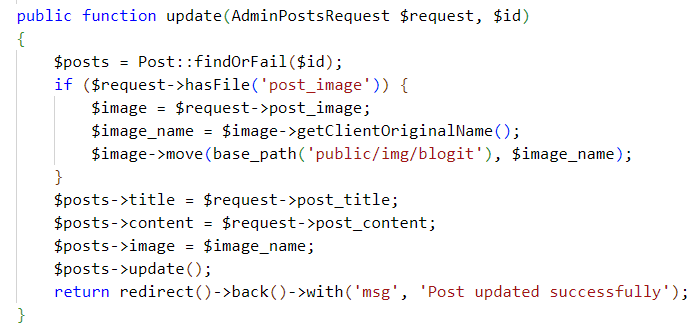 public function update(AdminPostsRequest $request, $id)
{
    $posts = Post::findOrFail($id);
    if ($request->hasFile('post_image')) {
        $image = $request->post_image;
        $image_name = $image->getClientOriginalName();
        $image->move(base_path('public/img/blogit'), $image_name);
    }
    $posts->title = $request->post_title;
    $posts->content = $request->post_content;
    $posts->image = $image_name;
    $posts->update();
    return redirect()->back()->with('msg', 'Post updated successfully');
}